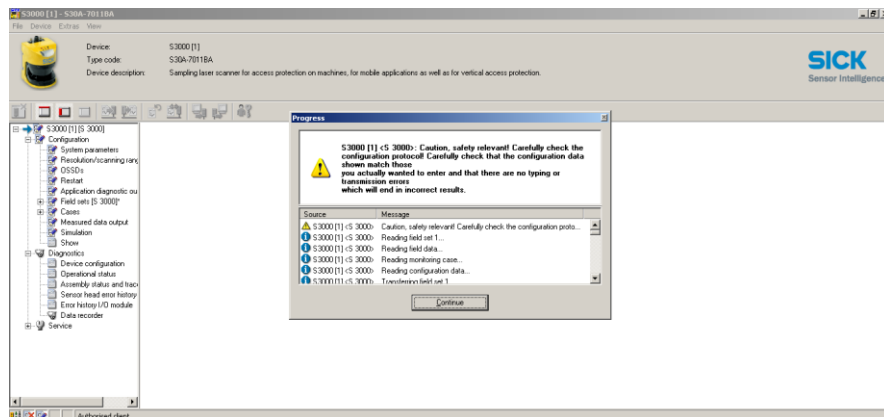 S3000 [1] - S30A-7011BA
File Device Extras View
Device: S3000 [1]
Type code: S30A-7011BA
Device description: Sampling laser scanner for access protection on machines, for mobile applications as well as for vertical access protection.
SICK
Sensor Intelligence
S3000 [1] [S 3000]
Configuration
System parameters
Resolution/scanning rang
OSSDs
Restart
Application diagnostic ou
Field sets [S 3000]*
Cases
Measured data output
Simulation
Show
Diagnostics
Device configuration
Operational status
Assembly status and trac
Sensor head error history
Error history I/O module
Data recorder
Service
Progress
S3000 [1] <S 3000>: Caution, safety relevant! Carefully check the
configuration protocol! Carefully check that the configuration data
shown match those
you actually wanted to enter and that there are no typing or
transmission errors
which will end in incorrect results.
Source Message
S3000 [1] <S 3000> Caution, safety relevant! Carefully check the configuration proto...
S3000 [1] <S 3000> Reading field set 1...
S3000 [1] <S 3000> Reading field data...
S3000 [1] <S 3000> Reading monitoring case...
S3000 [1] <S 3000> Reading configuration data...
S3000 [1] <S 3000> Transferring field set 1
Continue
Authorised client